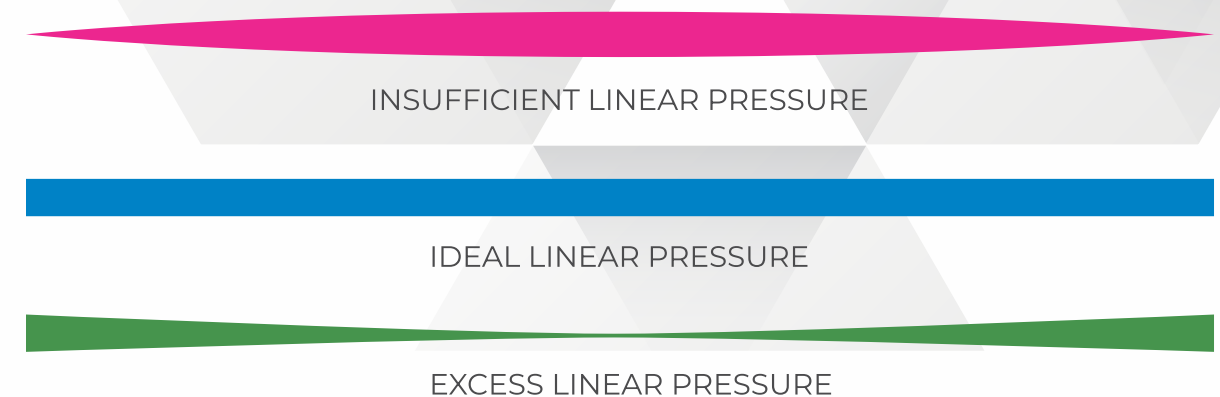 INSUFFICIENT LINEAR PRESSURE
IDEAL LINEAR PRESSURE
EXCESS LINEAR PRESSURE